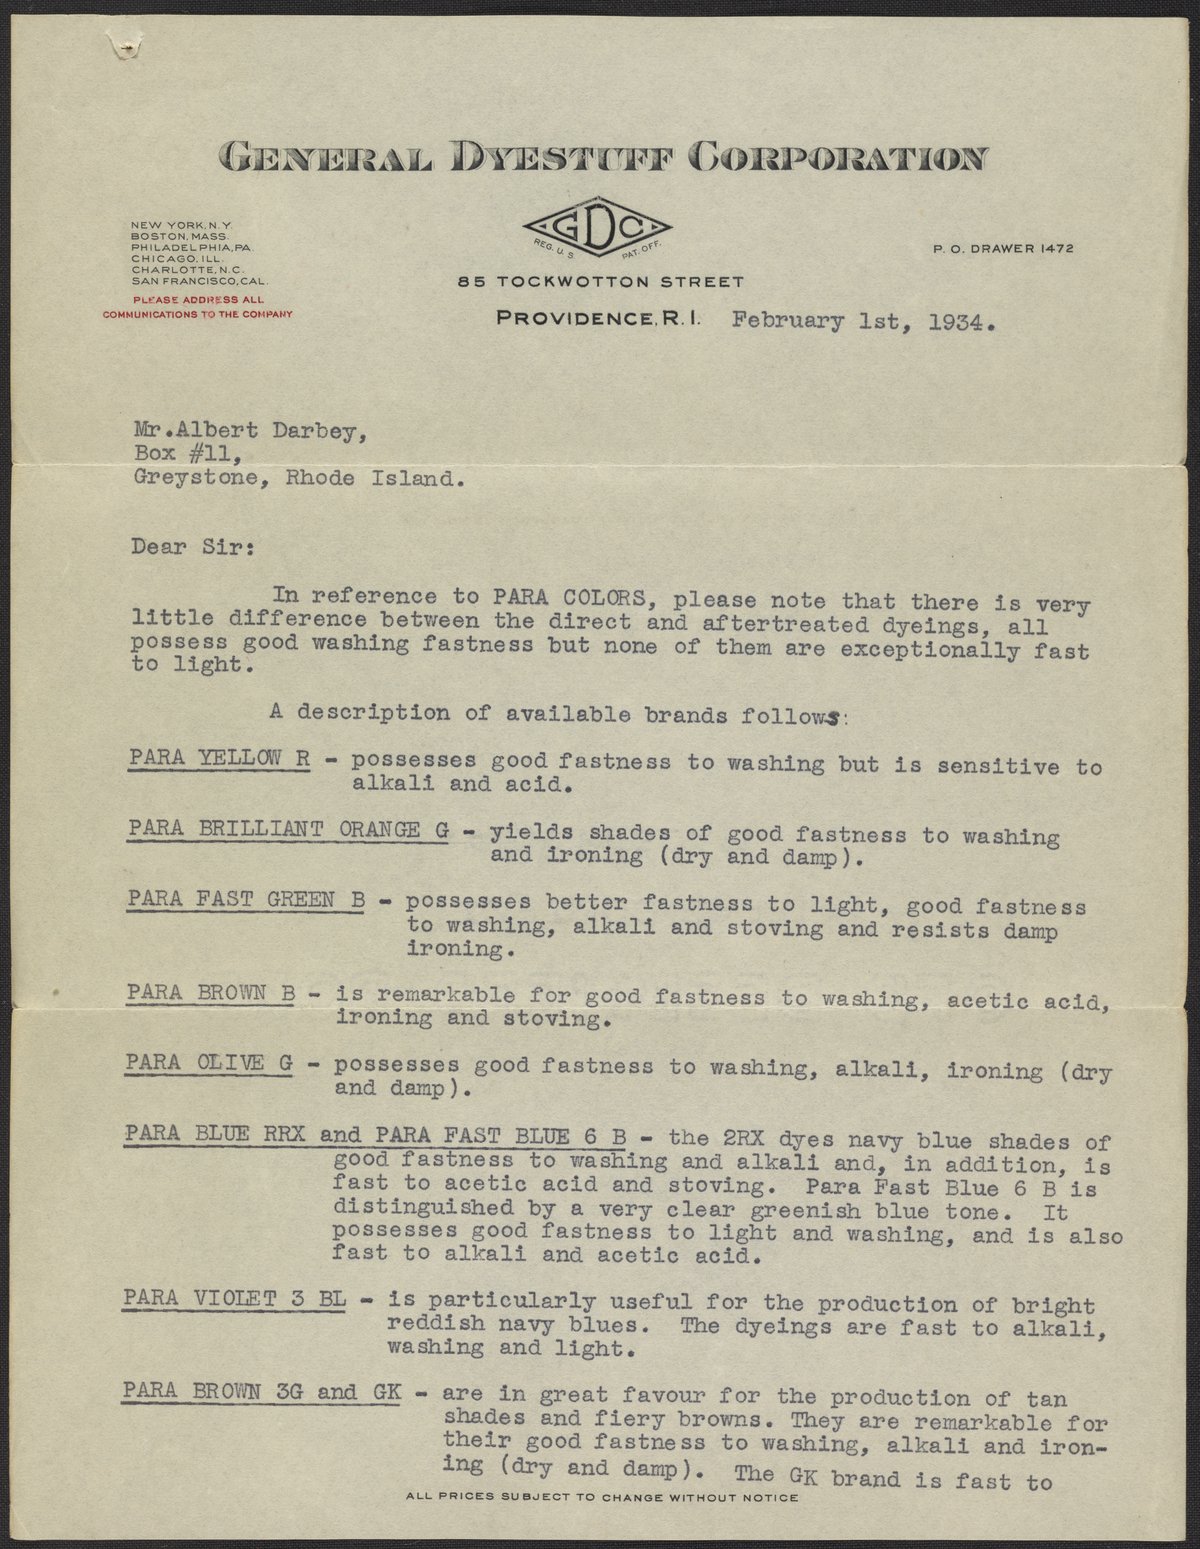 GENERAL DYESTUFF CORPORATION
GDC
REG. U. S. PAT. OFF.
NEW YORK, N.Y.
BOSTON, MASS.
PHILADELPHIA, PA.
CHICAGO, ILL.
CHARLOTTE, N.C.
SAN FRANCISCO, CAL.
PLEASE ADDRESS ALL
COMMUNICATIONS TO THE COMPANY
P. O. DRAWER 1472
85 TOCKWOTTON STREET
PROVIDENCE, R. I. February 1st, 1934.
Mr.Albert Darbey,
Box #11,
Greystone, Rhode Island.
Dear Sir:
In reference to PARA COLORS, please note that there is very
little difference between the direct and aftertreated dyeings, all
possess good washing fastness but none of them are exceptionally fast
to light.
A description of available brands follows:
PARA YELLOW R - possesses good fastness to washing but is sensitive to
alkali and acid.
PARA BRILLIANT ORANGE G - yields shades of good fastness to washing
and ironing (dry and damp).
PARA FAST GREEN B - possesses better fastness to light, good fastness
to washing, alkali and stoving and resists damp
ironing.
PARA BROWN B - is remarkable for good fastness to washing, acetic acid,
ironing and stoving.
PARA OLIVE G - possesses good fastness to washing, alkali, ironing (dry
and damp).
PARA BLUE RRX and PARA FAST BLUE 6 B - the 2RX dyes navy blue shades of
good fastness to washing and alkali and, in addition, is
fast to acetic acid and stoving. Para Fast Blue 6 B is
distinguished by a very clear greenish blue tone. It
possesses good fastness to light and washing, and is also
fast to alkali and acetic acid.
PARA VIOLET 3 BL - is particularly useful for the production of bright
reddish navy blues. The dyeings are fast to alkali,
washing and light.
PARA BROWN 3G and GK - are in great favour for the production of tan
shades and fiery browns. They are remarkable for
their good fastness to washing, alkali and iron-
ing (dry and damp). The GK brand is fast to
ALL PRICES SUBJECT TO CHANGE WITHOUT NOTICE